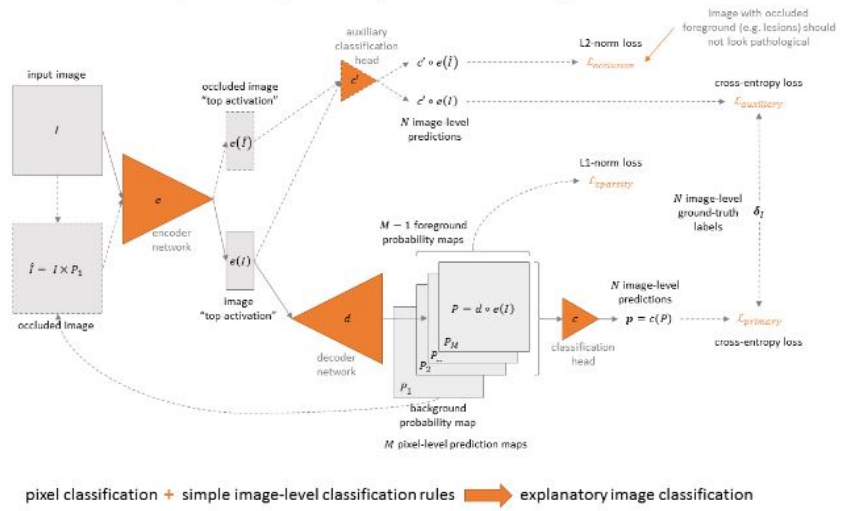 input image
I
Î = I × P₁
occluded image
e
encoder
network
occluded image
"top activation"
e(Î)
e(I)
image
"top activation"
auxiliary
classification
head
c′
c′ ∘ e(Î)
c′ ∘ e(I)
N image-level
predictions
L2-norm loss
ℒocclusion
image with occluded
foreground (e.g. lesions) should
not look pathological
cross-entropy loss
ℒauxiliary
L1-norm loss
ℒsparsity
N image-level
ground-truth
labels
δI
M − 1 foreground
probability maps
d
decoder
network
P = d ∘ e(I)
PM
P...
P₂
P₁
background
probability map
M pixel-level prediction maps
c
classification
head
N image-level
predictions
p = c(P)
ℒprimary
cross-entropy loss
pixel classification + simple image-level classification rules explanatory image classification